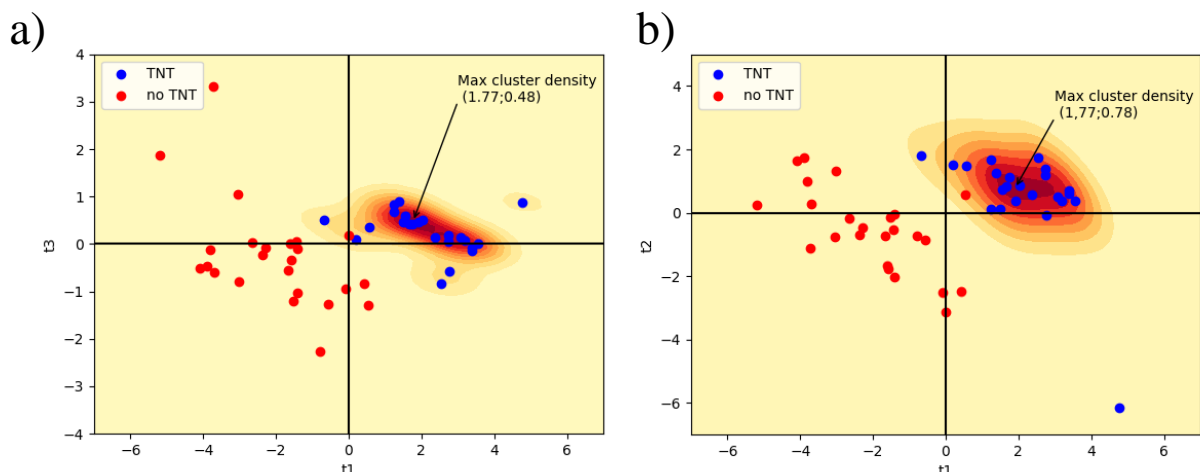 a)
4
3
2
1
0
−1
−2
−3
−4
t3
TNT
no TNT
Max cluster density
(1.77;0.48)
−6
−4
−2
0
2
4
6
t1
b)
4
2
0
−2
−4
−6
t2
TNT
no TNT
Max cluster density
(1,77;0.78)
−6
−4
−2
0
2
4
6
t1